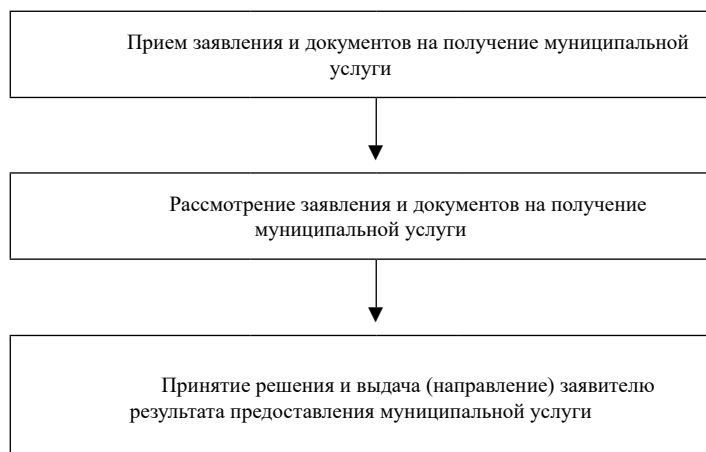 Прием заявления и документов на получение муниципальной
услуги
Рассмотрение заявления и документов на получение
муниципальной услуги
Принятие решения и выдача (направление) заявителю
результата предоставления муниципальной услуги